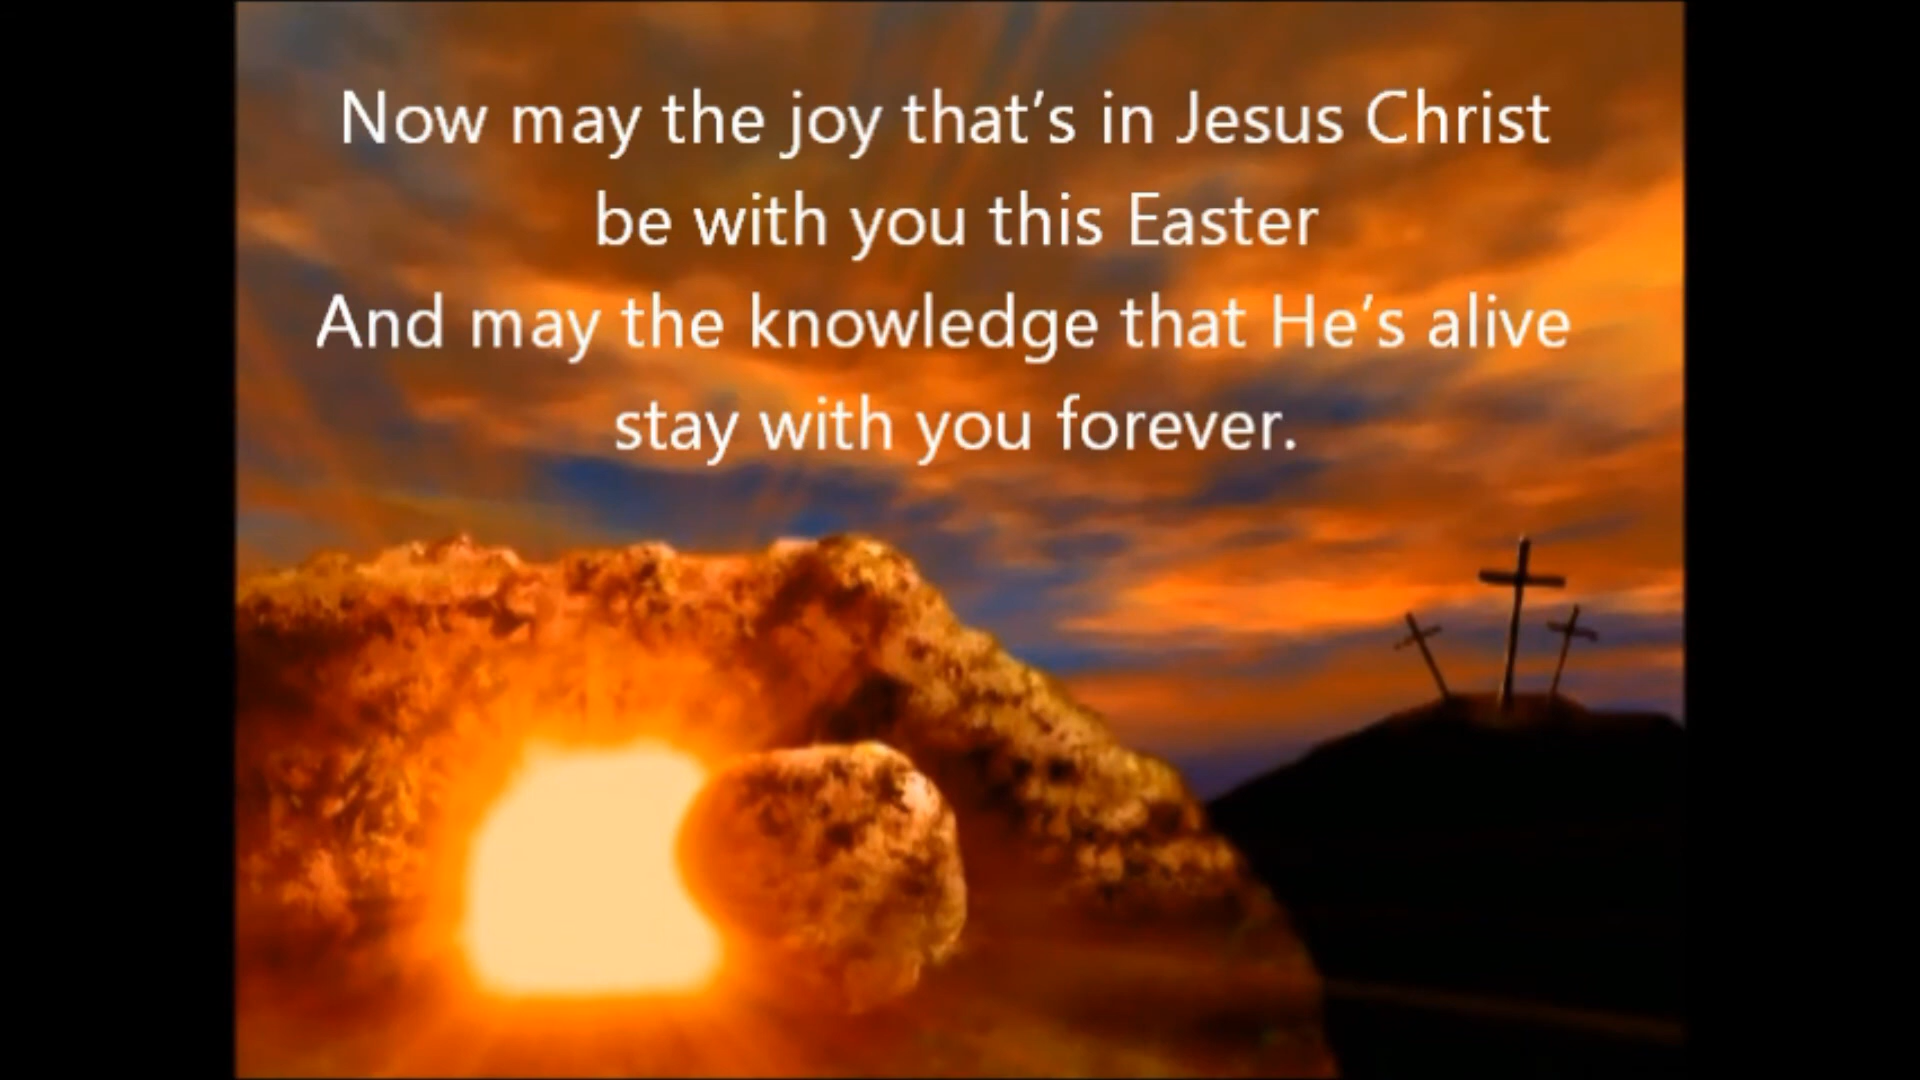 Now may the joy that’s in Jesus Christ
be with you this Easter
And may the knowledge that He’s alive
stay with you forever.